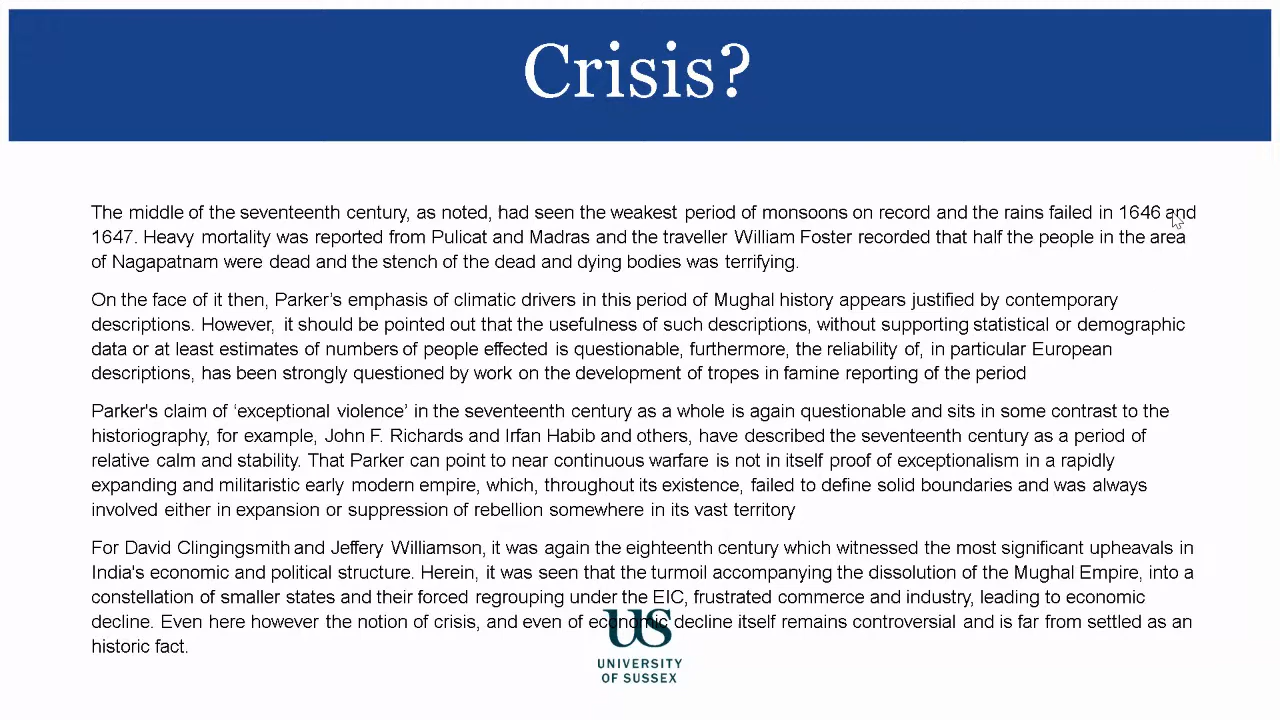 Crisis?
The middle of the seventeenth century, as noted, had seen the weakest period of monsoons on record and the rains failed in 1646 and
1647. Heavy mortality was reported from Pulicat and Madras and the traveller William Foster recorded that half the people in the area
of Nagapatnam were dead and the stench of the dead and dying bodies was terrifying.
On the face of it then, Parker's emphasis of climatic drivers in this period of Mughal history appears justified by contemporary
descriptions. However, it should be pointed out that the usefulness of such descriptions, without supporting statistical or demographic
data or at least estimates of numbers of people effected is questionable, furthermore, the reliability of, in particular European
descriptions, has been strongly questioned by work on the development of tropes in famine reporting of the period
Parker's claim of ‘exceptional violence’ in the seventeenth century as a whole is again questionable and sits in some contrast to the
historiography, for example, John F. Richards and Irfan Habib and others, have described the seventeenth century as a period of
relative calm and stability. That Parker can point to near continuous warfare is not in itself proof of exceptionalism in a rapidly
expanding and militaristic early modern empire, which, throughout its existence, failed to define solid boundaries and was always
involved either in expansion or suppression of rebellion somewhere in its vast territory
For David Clingingsmith and Jeffery Williamson, it was again the eighteenth century which witnessed the most significant upheavals in
India's economic and political structure. Herein, it was seen that the turmoil accompanying the dissolution of the Mughal Empire, into a
constellation of smaller states and their forced regrouping under the EIC, frustrated commerce and industry, leading to economic
decline. Even here however the notion of crisis, and even of economic decline itself remains controversial and is far from settled as an
historic fact.
US
UNIVERSITY
OF SUSSEX